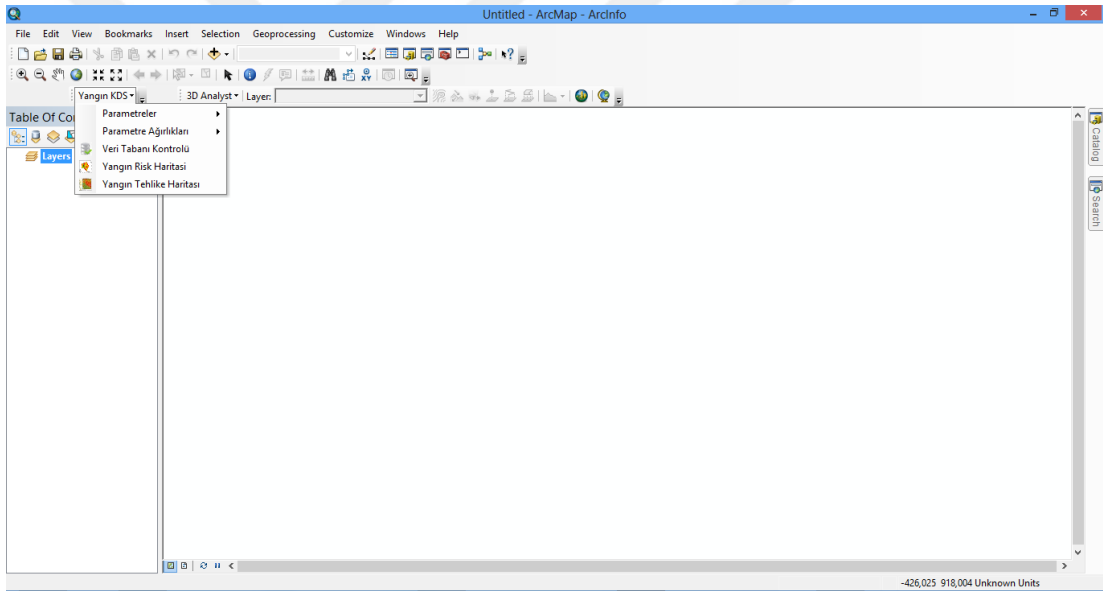 Untitled - ArcMap - ArcInfo
File Edit View Bookmarks Insert Selection Geoprocessing Customize Windows Help
Yangın KDS 3D Analyst Layer:
Table Of Co
Parametreler
Parametre Ağırlıkları
Veri Tabanı Kontrolü
Layers
Yangın Risk Haritasi
Yangın Tehlike Haritası
Catalog
Search
-426,025 918,004 Unknown Units